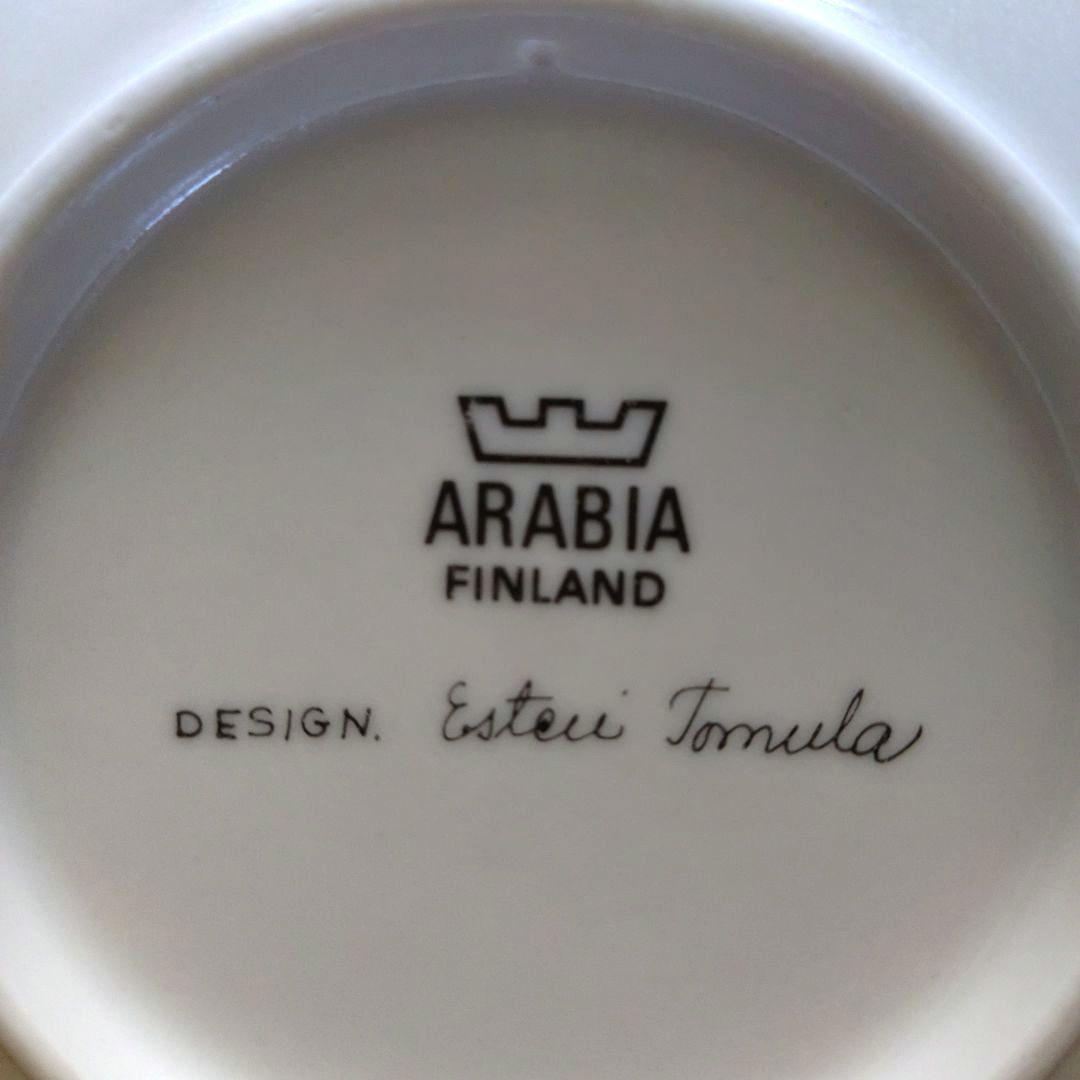 ARABIA
FINLAND
DESIGN. Esteri Tomula